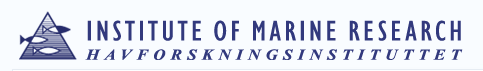 INSTITUTE OF MARINE RESEARCH
HAVFORSKNINGSINSTITUTTET